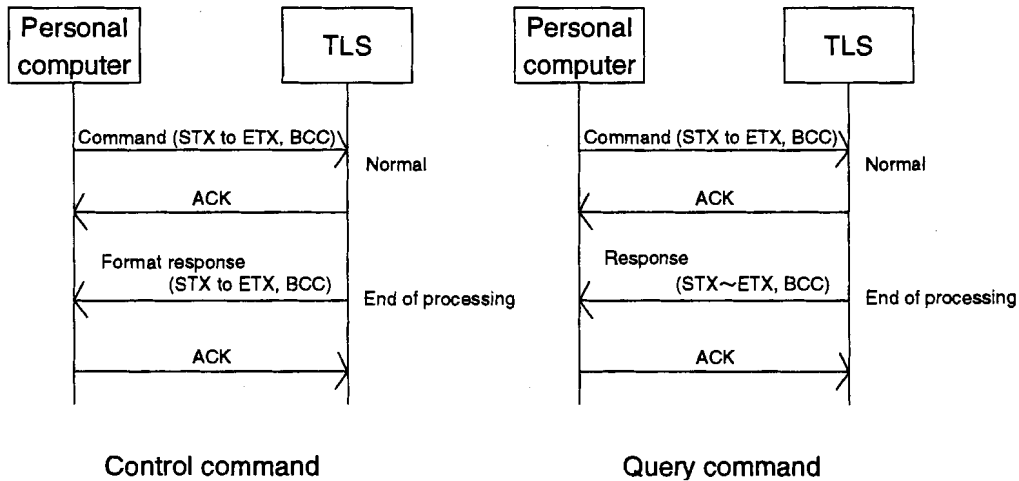 Personal
computer
TLS
Command (STX to ETX, BCC)
Normal
ACK
Format response
(STX to ETX, BCC)
End of processing
ACK
Control command
Personal
computer
TLS
Command (STX to ETX, BCC)
Normal
ACK
Response
(STX～ETX, BCC)
End of processing
ACK
Query command